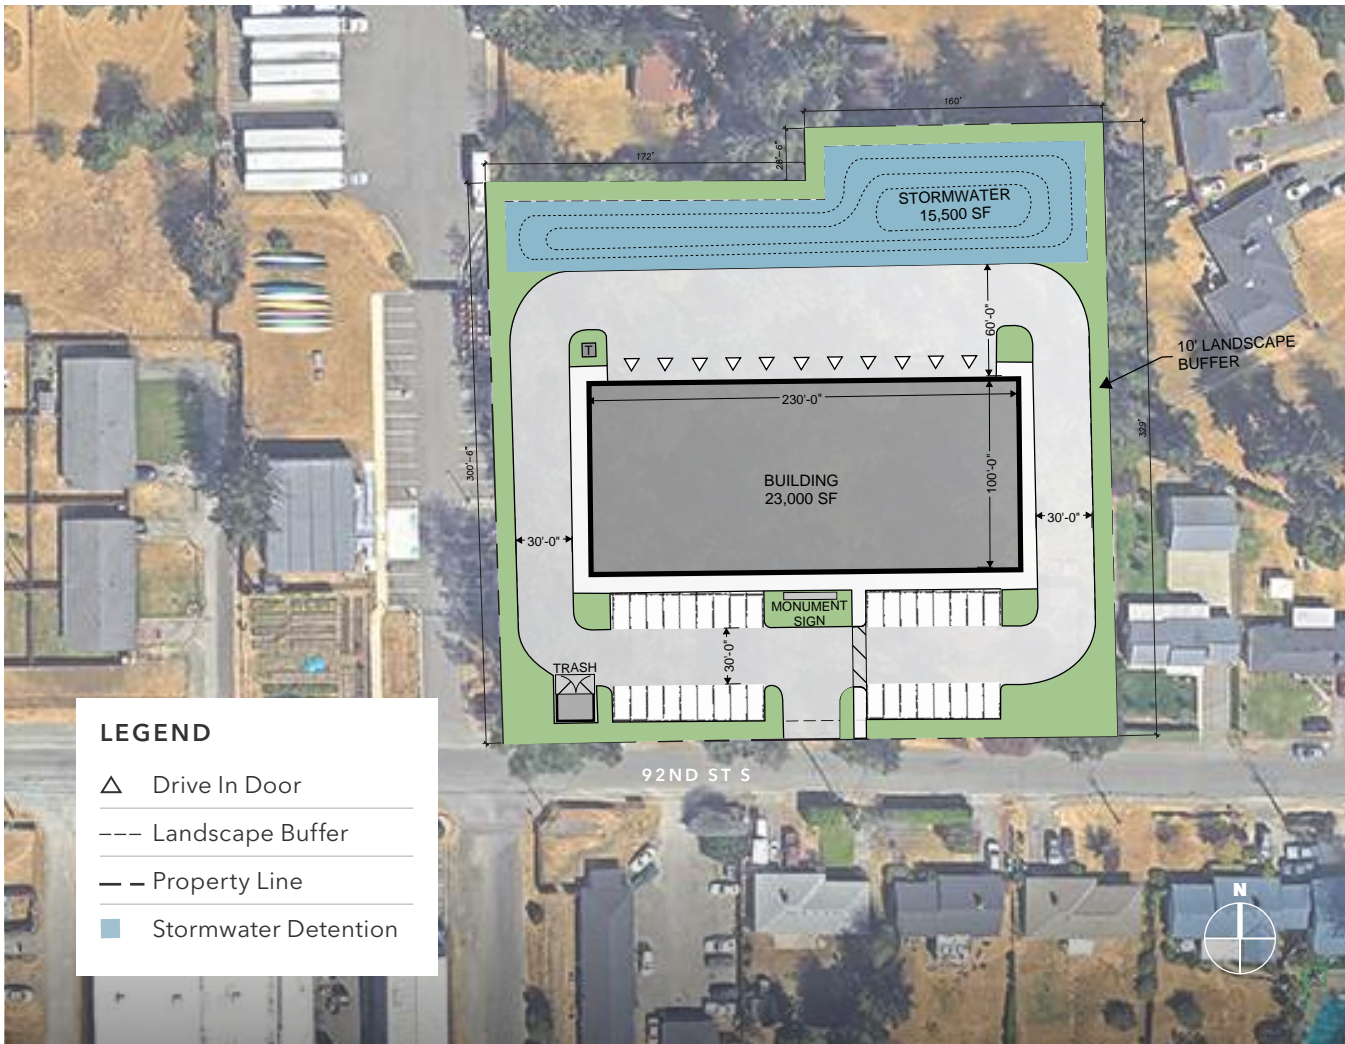 160'
172'
28'-6"
STORMWATER
15,500 SF
60'-0"
10' LANDSCAPE
BUFFER
T
230'-0"
329'
300'-6"
BUILDING
23,000 SF
100'-0"
30'-0"
30'-0"
MONUMENT
SIGN
30'-0"
TRASH
92ND ST S
LEGEND
Drive In Door
Landscape Buffer
Property Line
Stormwater Detention
N